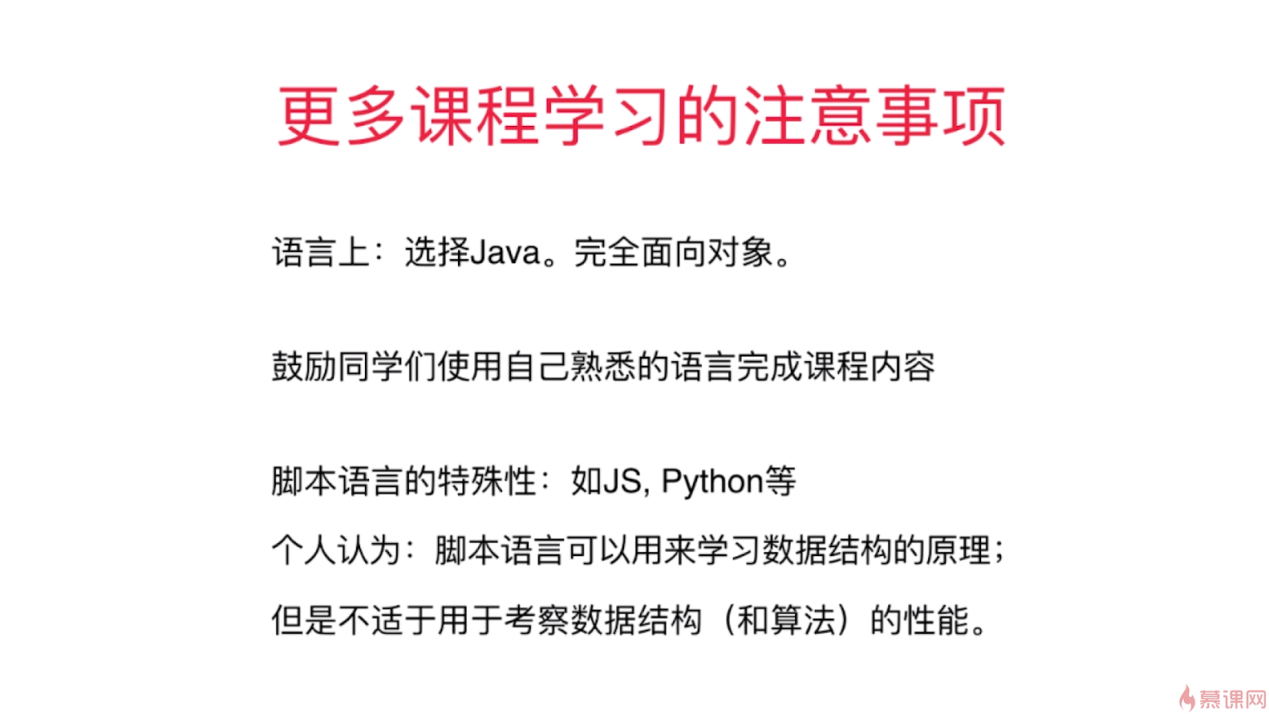 更多课程学习的注意事项
语言上：选择Java。完全面向对象。
鼓励同学们使用自己熟悉的语言完成课程内容
脚本语言的特殊性：如JS, Python等
个人认为：脚本语言可以用来学习数据结构的原理；
但是不适于用于考察数据结构（和算法）的性能。
慕课网